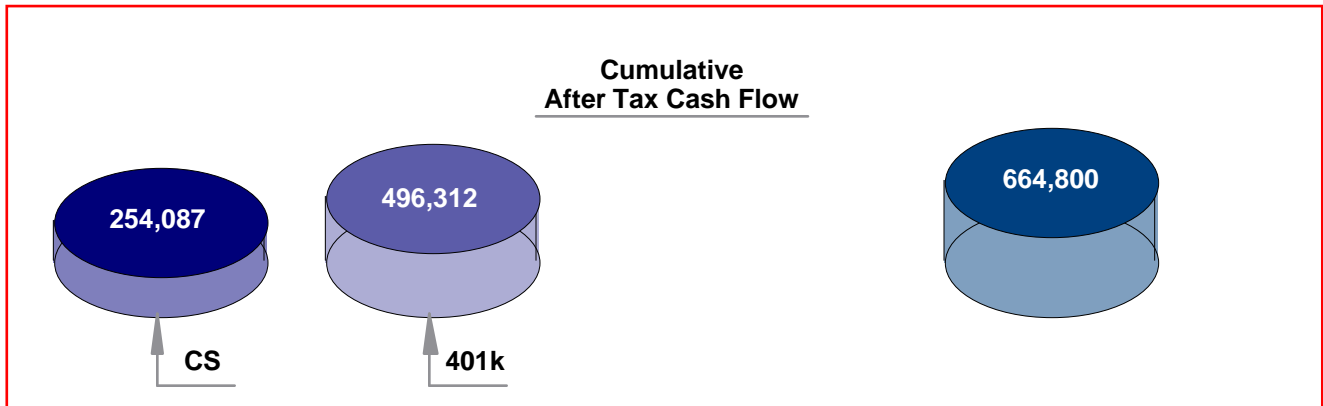 Cumulative
After Tax Cash Flow
254,087
496,312
664,800
CS
401k